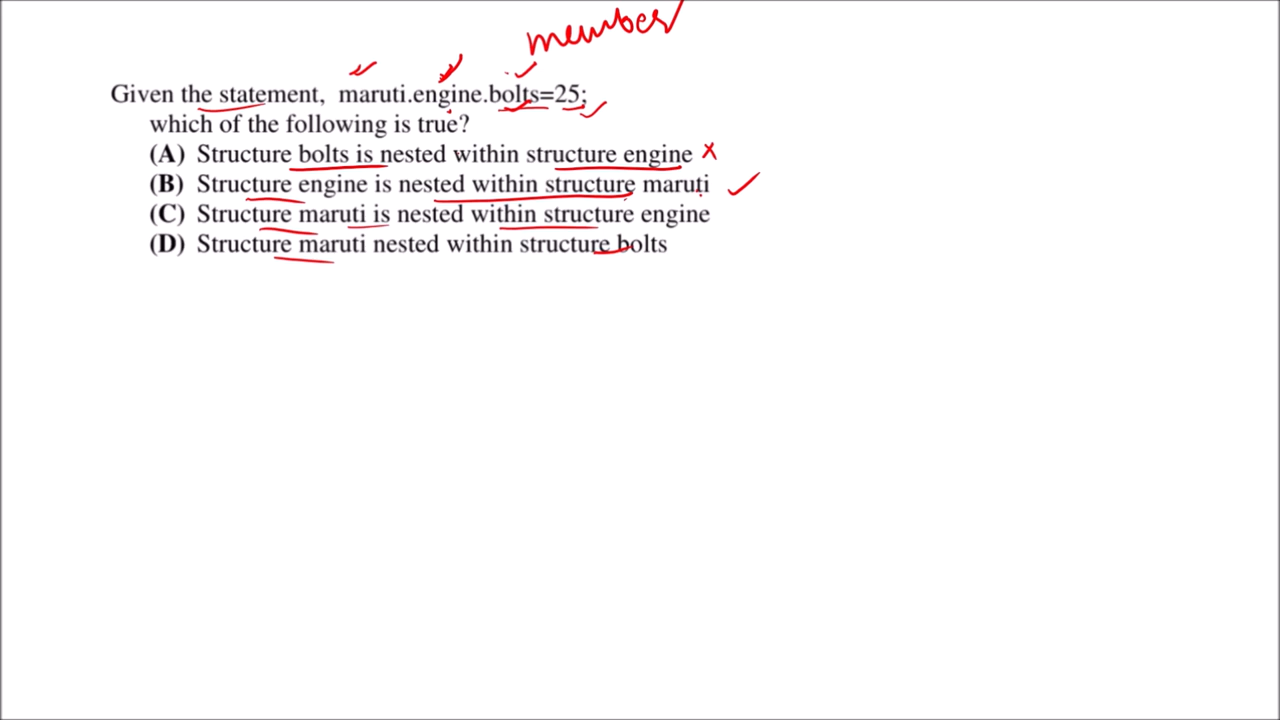 member
Given the statement, maruti.engine.bolts=25;
which of the following is true?
(A) Structure bolts is nested within structure engine x
(B) Structure engine is nested within structure maruti
(C) Structure maruti is nested within structure engine
(D) Structure maruti nested within structure bolts